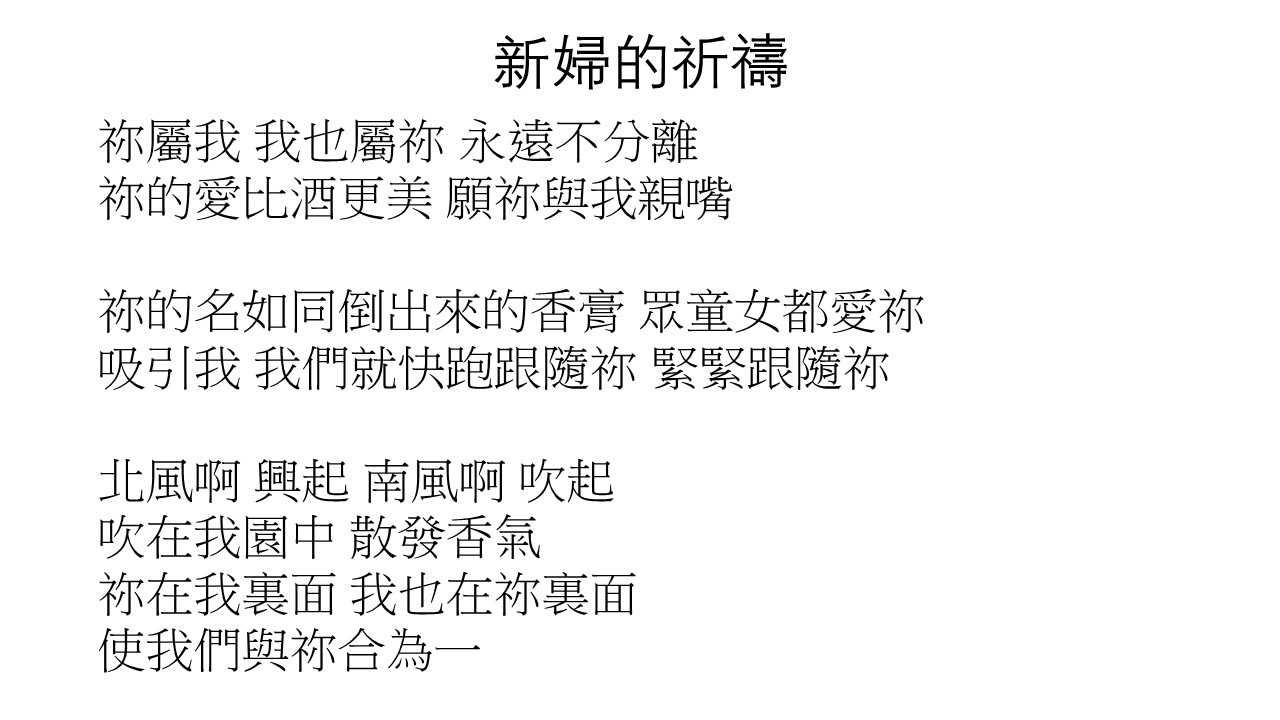 新婦的祈禱
祢屬我 我也屬祢 永遠不分離
祢的愛比酒更美 願祢與我親嘴
祢的名如同倒出來的香膏 眾童女都愛祢
吸引我 我們就快跑跟隨祢 緊緊跟隨祢
北風啊 興起 南風啊 吹起
吹在我園中 散發香氣
祢在我裏面 我也在祢裏面
使我們與祢合為一